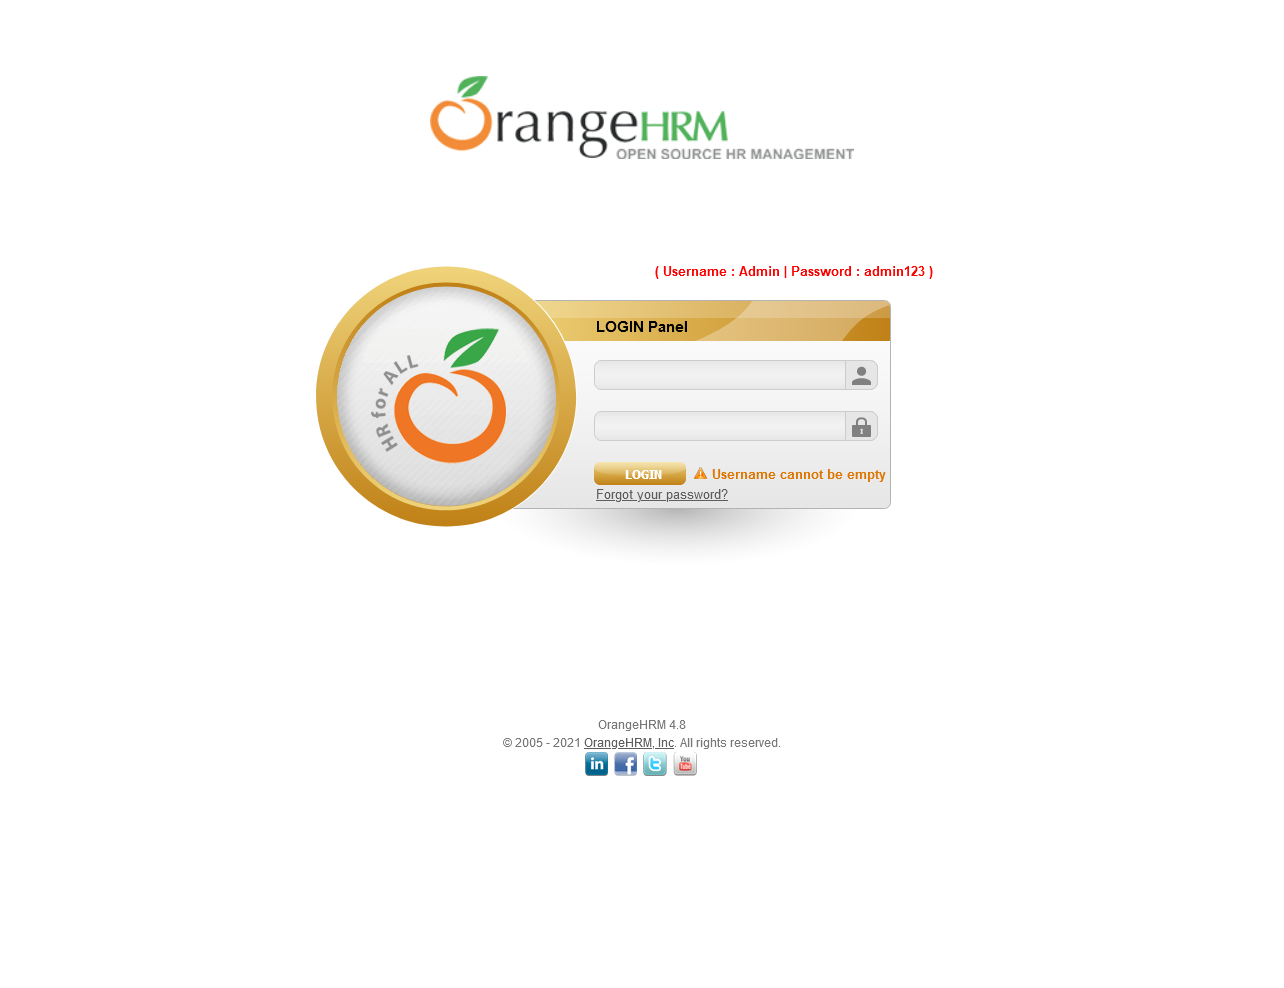 OrangeHRM
OPEN SOURCE HR MANAGEMENT
( Username : Admin | Password : admin123 )
HR for ALL
LOGIN Panel
LOGIN
Username cannot be empty
Forgot your password?
OrangeHRM 4.8
© 2005 - 2021 OrangeHRM, Inc. All rights reserved.
in f t You Tube